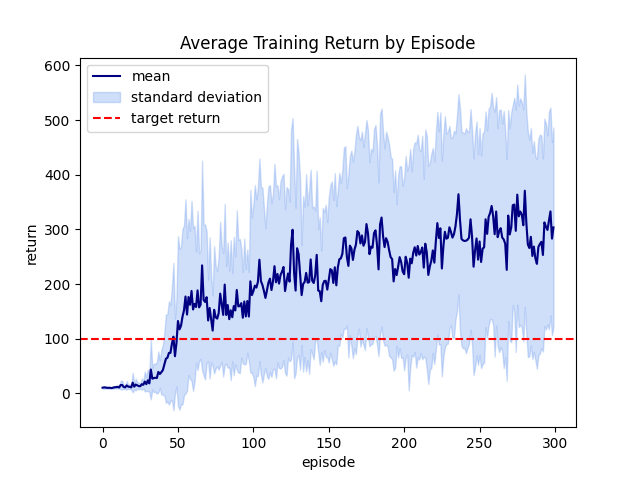 Average Training Return by Episode
mean
standard deviation
target return
600
500
400
300
200
100
0
return
0 50 100 150 200 250 300
episode